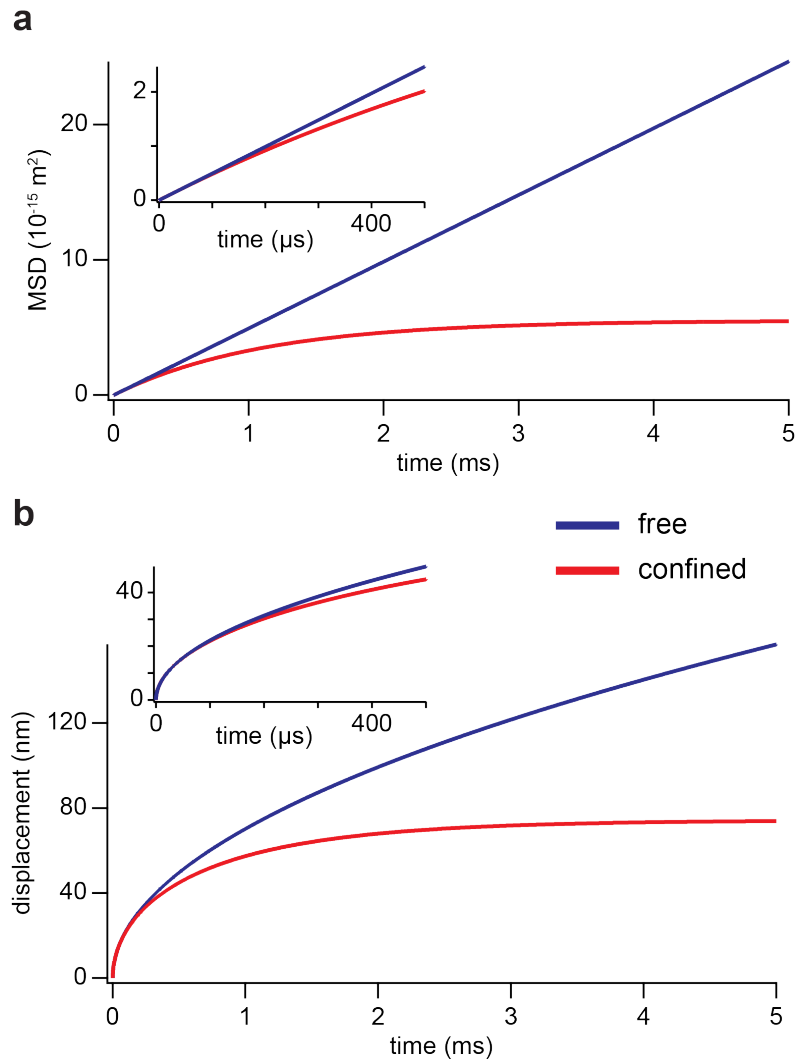 a
MSD (10⁻¹⁵ m²)
20
10
0
0 1 2 3 4 5
time (ms)
2
0
0 400
time (µs)
b
free
confined
displacement (nm)
120
80
40
0
0 1 2 3 4 5
time (ms)
40
0
0 400
time (µs)